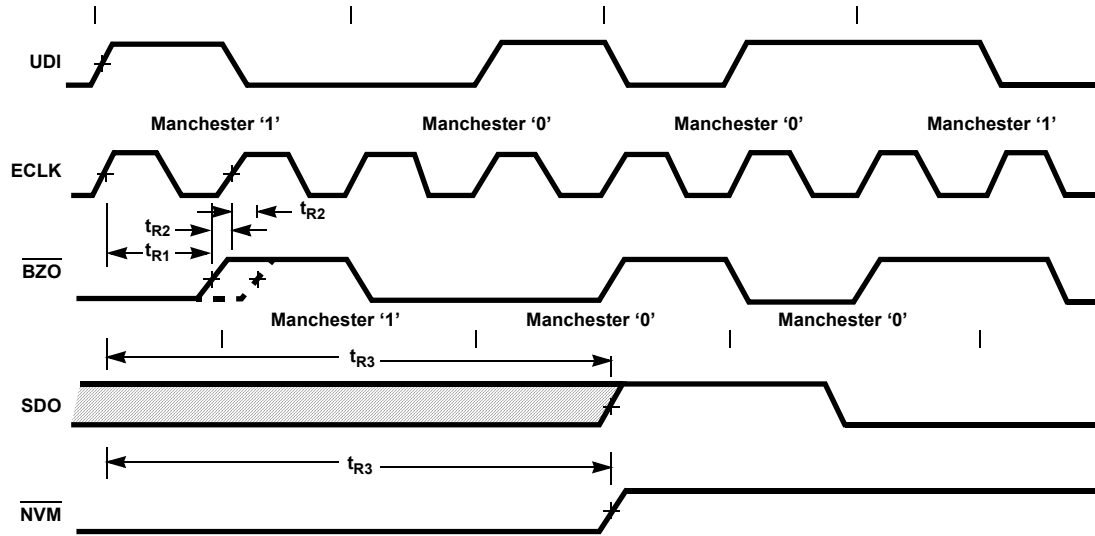 UDI
Manchester ‘1’ Manchester ‘0’ Manchester ‘0’ Manchester ‘1’
ECLK
tR2
tR2
tR1
BZO
Manchester ‘1’ Manchester ‘0’ Manchester ‘0’
tR3
SDO
tR3
NVM